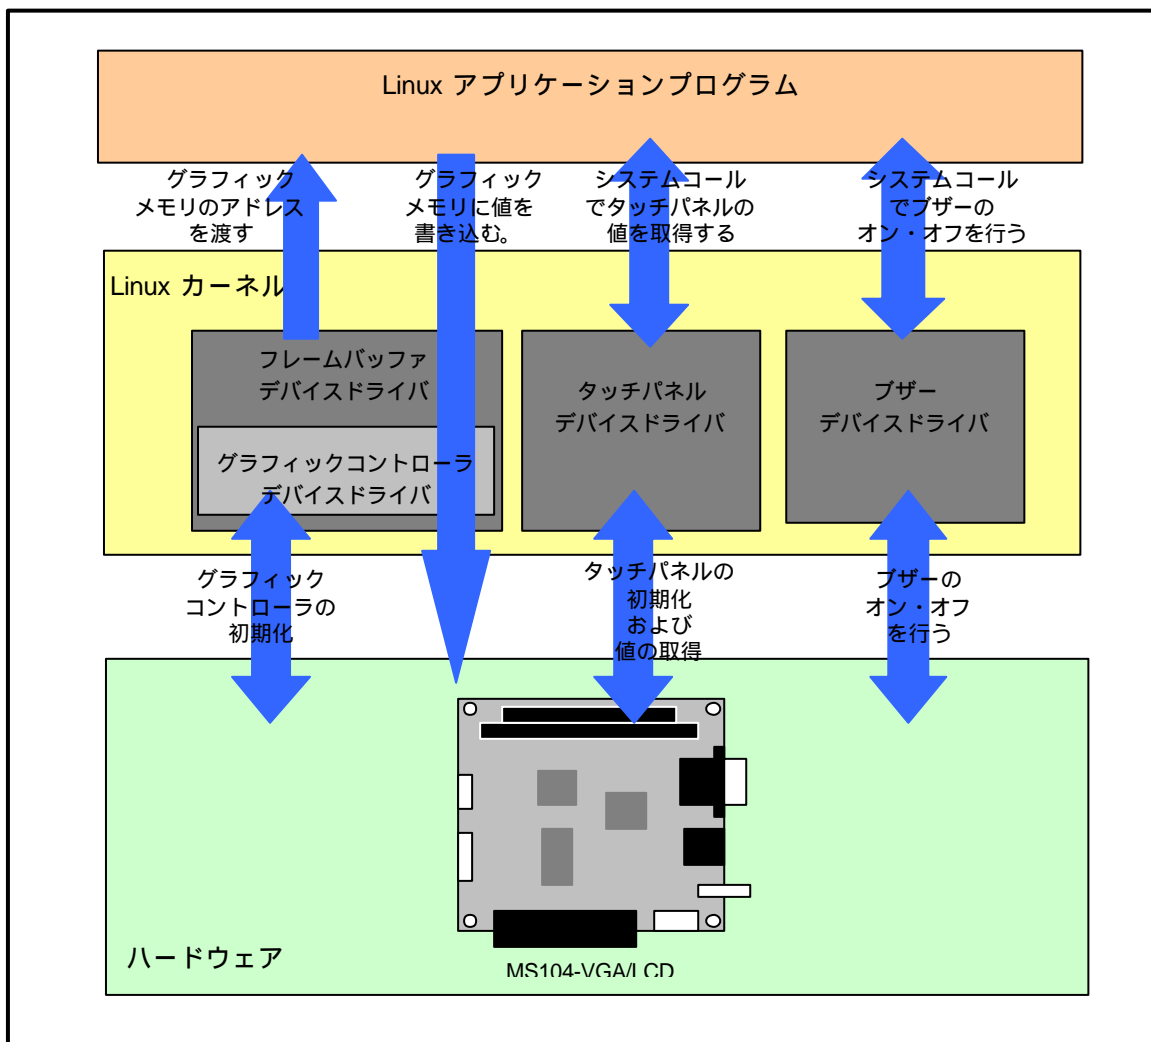 Linux アプリケーションプログラム
グラフィック
メモリのアドレス
を渡す
グラフィック
メモリに値を
書き込む。
システムコール
でタッチパネルの
値を取得する
システムコール
でブザーの
オン・オフを行う
Linux カーネル
フレームバッファ
デバイスドライバ
グラフィックコントローラ
デバイスドライバ
タッチパネル
デバイスドライバ
ブザー
デバイスドライバ
グラフィック
コントローラの
初期化
タッチパネルの
初期化
および
値の取得
ブザーの
オン・オフ
を行う
ハードウェア
MS104-VGA/LCD